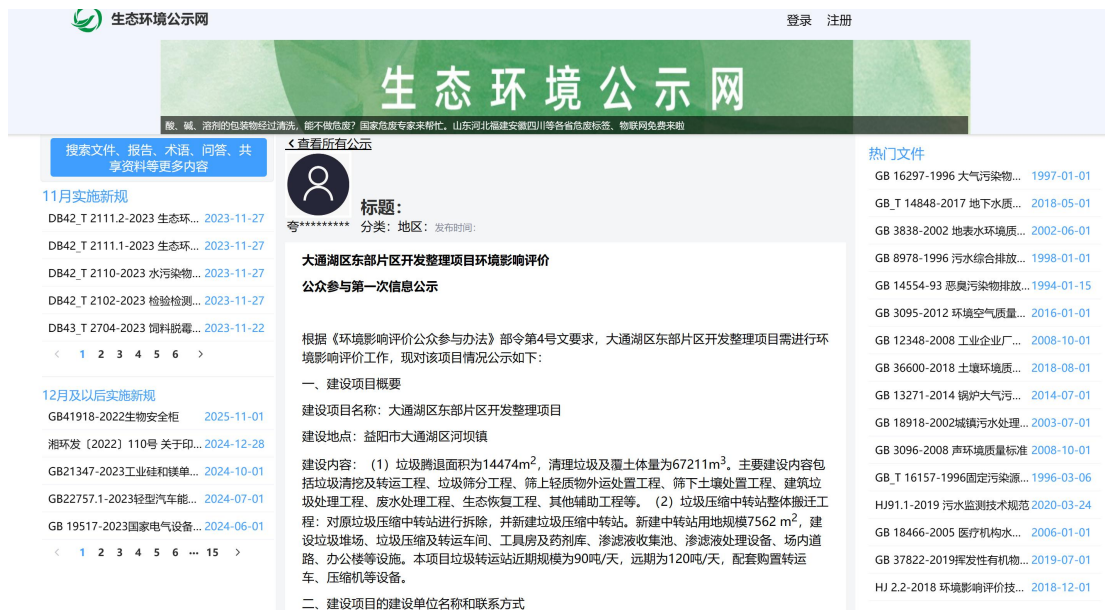 生态环境公示网
登录 注册
生态环境公示网
酸、碱、溶剂的包装物经过清洗，能不做危废？国家危废专家来帮忙。山东河北福建安徽四川等各省危废标签、物联网免费来啦
搜索文件、报告、术语、问答、共
享资料等更多内容
11月实施新规
DB42_T 2111.2-2023 生态环... 2023-11-27
DB42_T 2111.1-2023 生态环... 2023-11-27
DB42_T 2110-2023 水污染物... 2023-11-27
DB42_T 2102-2023 检验检测... 2023-11-27
DB43_T 2704-2023 饲料脱霉... 2023-11-22
< 1 2 3 4 5 6 >
12月及以后实施新规
GB41918-2022生物安全柜 2025-11-01
湘环发〔2022〕110号 关于印... 2024-12-28
GB21347-2023工业硅和镁单... 2024-10-01
GB22757.1-2023轻型汽车能... 2024-07-01
GB 19517-2023国家电气设备... 2024-06-01
< 1 2 3 4 5 6 ... 15 >
<查看所有公示
标题：
夸********* 分类：地区：发布时间：
大通湖区东部片区开发整理项目环境影响评价
公众参与第一次信息公示
根据《环境影响评价公众参与办法》部令第4号文要求，大通湖区东部片区开发整理项目需进行环
境影响评价工作，现对该项目情况公示如下：
一、建设项目概要
建设项目名称：大通湖区东部片区开发整理项目
建设地点：益阳市大通湖区河坝镇
建设内容：（1）垃圾腾退面积为14474m²，清理垃圾及覆土体量为67211m³。主要建设内容包
括垃圾清挖及转运工程、垃圾筛分工程、筛上轻质物外运处置工程、筛下土壤处置工程、建筑垃
圾处理工程、废水处理工程、生态恢复工程、其他辅助工程等。（2）垃圾压缩中转站整体搬迁工
程：对原垃圾压缩中转站进行拆除，并新建垃圾压缩中转站。新建中转站用地规模7562 m²，建
设垃圾堆场、垃圾压缩及转运车间、工具房及药剂库、渗滤液收集池、渗滤液处理设备、场内道
路、办公楼等设施。本项目垃圾转运站近期规模为90吨/天，远期为120吨/天，配套购置转运
车、压缩机等设备。
二、建设项目的建设单位名称和联系方式
热门文件
GB 16297-1996 大气污染物... 1997-01-01
GB_T 14848-2017 地下水质... 2018-05-01
GB 3838-2002 地表水环境质... 2002-06-01
GB 8978-1996 污水综合排放... 1998-01-01
GB 14554-93 恶臭污染物排放... 1994-01-15
GB 3095-2012 环境空气质量... 2016-01-01
GB 12348-2008 工业企业厂... 2008-10-01
GB 36600-2018 土壤环境质... 2018-08-01
GB 13271-2014 锅炉大气污... 2014-07-01
GB 18918-2002城镇污水处理... 2003-07-01
GB 3096-2008 声环境质量标准 2008-10-01
GB_T 16157-1996固定污染源... 1996-03-06
HJ91.1-2019 污水监测技术规范 2020-03-24
GB 18466-2005 医疗机构水... 2006-01-01
GB 37822-2019挥发性有机物... 2019-07-01
HJ 2.2-2018 环境影响评价技... 2018-12-01